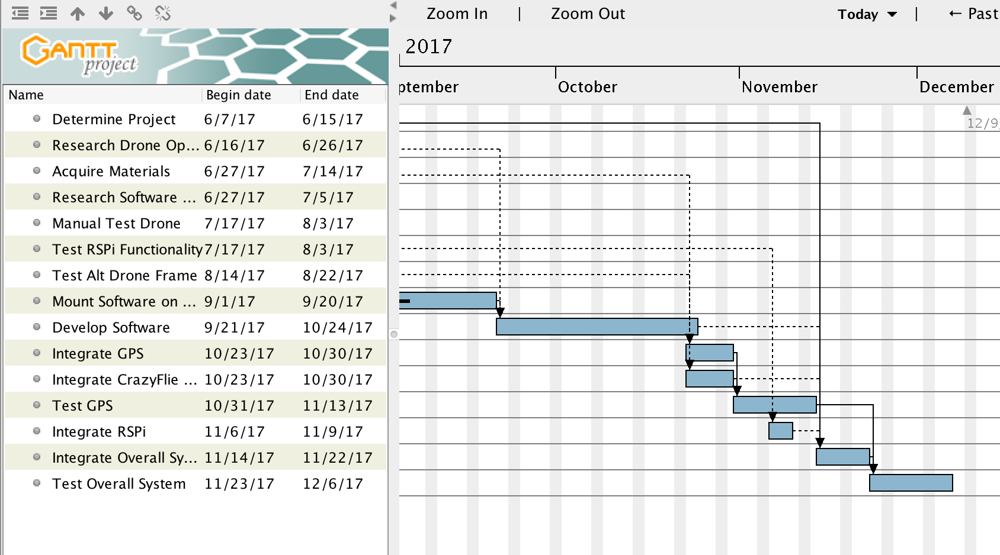 Zoom In | Zoom Out Today | ← Past
GANTT
project
2017
ptember October November December
Name Begin date End date
Determine Project 6/7/17 6/15/17
12/9
Research Drone Op... 6/16/17 6/26/17
Acquire Materials 6/27/17 7/14/17
Research Software ... 6/27/17 7/5/17
Manual Test Drone 7/17/17 8/3/17
Test RSPi Functionality 7/17/17 8/3/17
Test Alt Drone Frame 8/14/17 8/22/17
Mount Software on ... 9/1/17 9/20/17
Develop Software 9/21/17 10/24/17
Integrate GPS 10/23/17 10/30/17
Integrate CrazyFlie ... 10/23/17 10/30/17
Test GPS 10/31/17 11/13/17
Integrate RSPi 11/6/17 11/9/17
Integrate Overall Sy... 11/14/17 11/22/17
Test Overall System 11/23/17 12/6/17